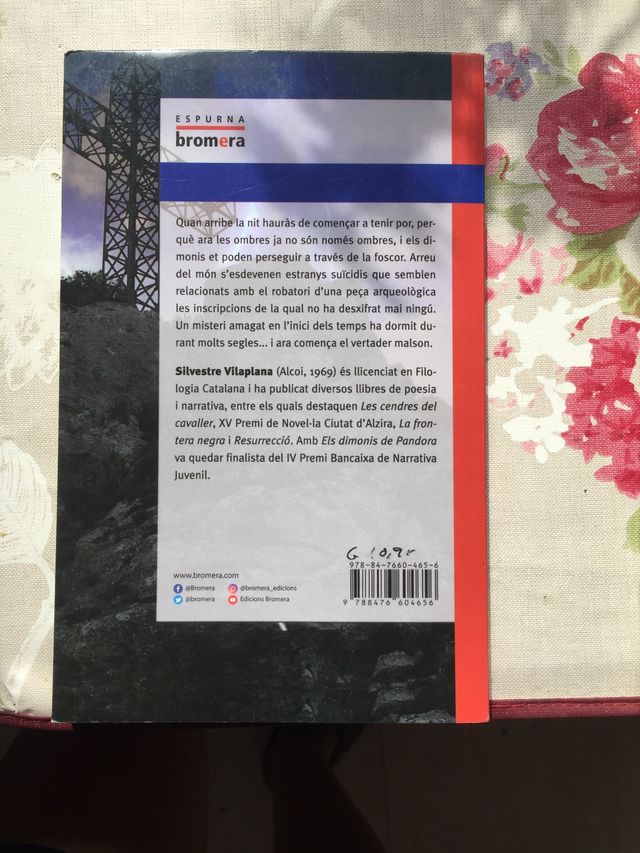 ESPURNA
bromera
Quan arribe la nit hauràs de començar a tenir por, per-
què ara les ombres ja no són només ombres, i els di-
monis et poden perseguir a través de la foscor. Arreu
del món s'esdevenen estranys suïcidis que semblen
relacionats amb el robatori d'una peça arqueològica
les inscripcions de la qual no ha desxifrat mai ningú.
Un misteri amagat en l'inici dels temps ha dormit du-
rant molts segles... i ara comença el vertader malson.
Silvestre Vilaplana (Alcoi, 1969) és llicenciat en Filo-
logia Catalana i ha publicat diversos llibres de poesia
i narrativa, entre els quals destaquen Les cendres del
cavaller, XV Premi de Novel·la Ciutat d'Alzira, La fron-
tera negra i Resurrecció. Amb Els dimonis de Pandora
va quedar finalista del IV Premi Bancaixa de Narrativa
Juvenil.
978-84-7660-465-6
9 788476 604656
www.bromera.com
@Bromera
@bromera_edicions
@bromera
Edicions Bromera